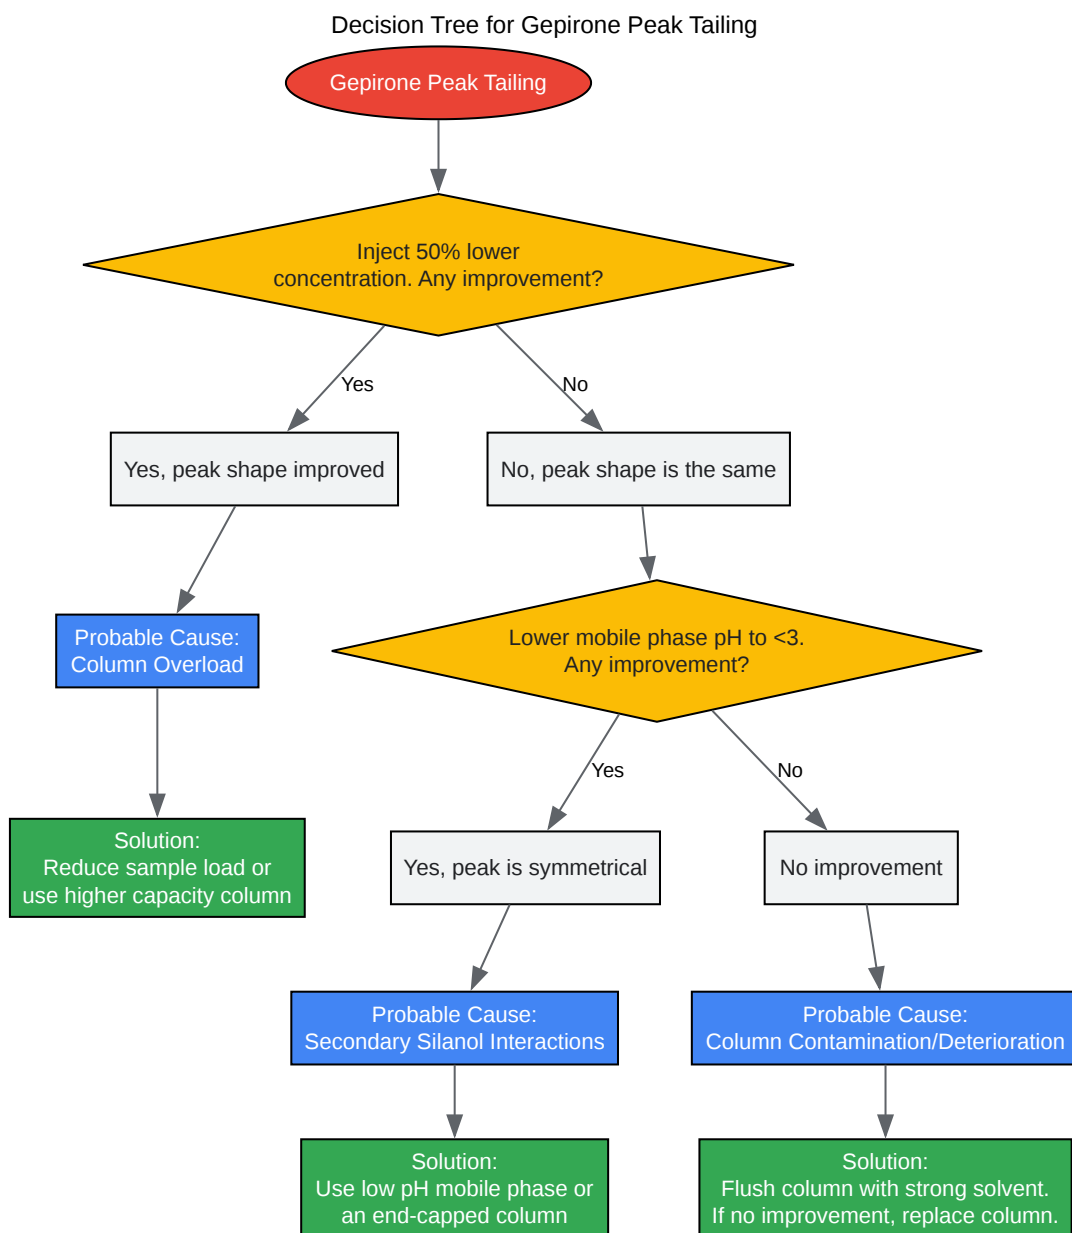 Decision Tree for Gepirone Peak Tailing
Gepirone Peak Tailing
Inject 50% lower
concentration. Any improvement?
Yes
No
Yes, peak shape improved
No, peak shape is the same
Probable Cause:
Column Overload
Lower mobile phase pH to <3.
Any improvement?
Yes
No
Solution:
Reduce sample load or
use higher capacity column
Yes, peak is symmetrical
No improvement
Probable Cause:
Secondary Silanol Interactions
Probable Cause:
Column Contamination/Deterioration
Solution:
Use low pH mobile phase or
an end-capped column
Solution:
Flush column with strong solvent.
If no improvement, replace column.